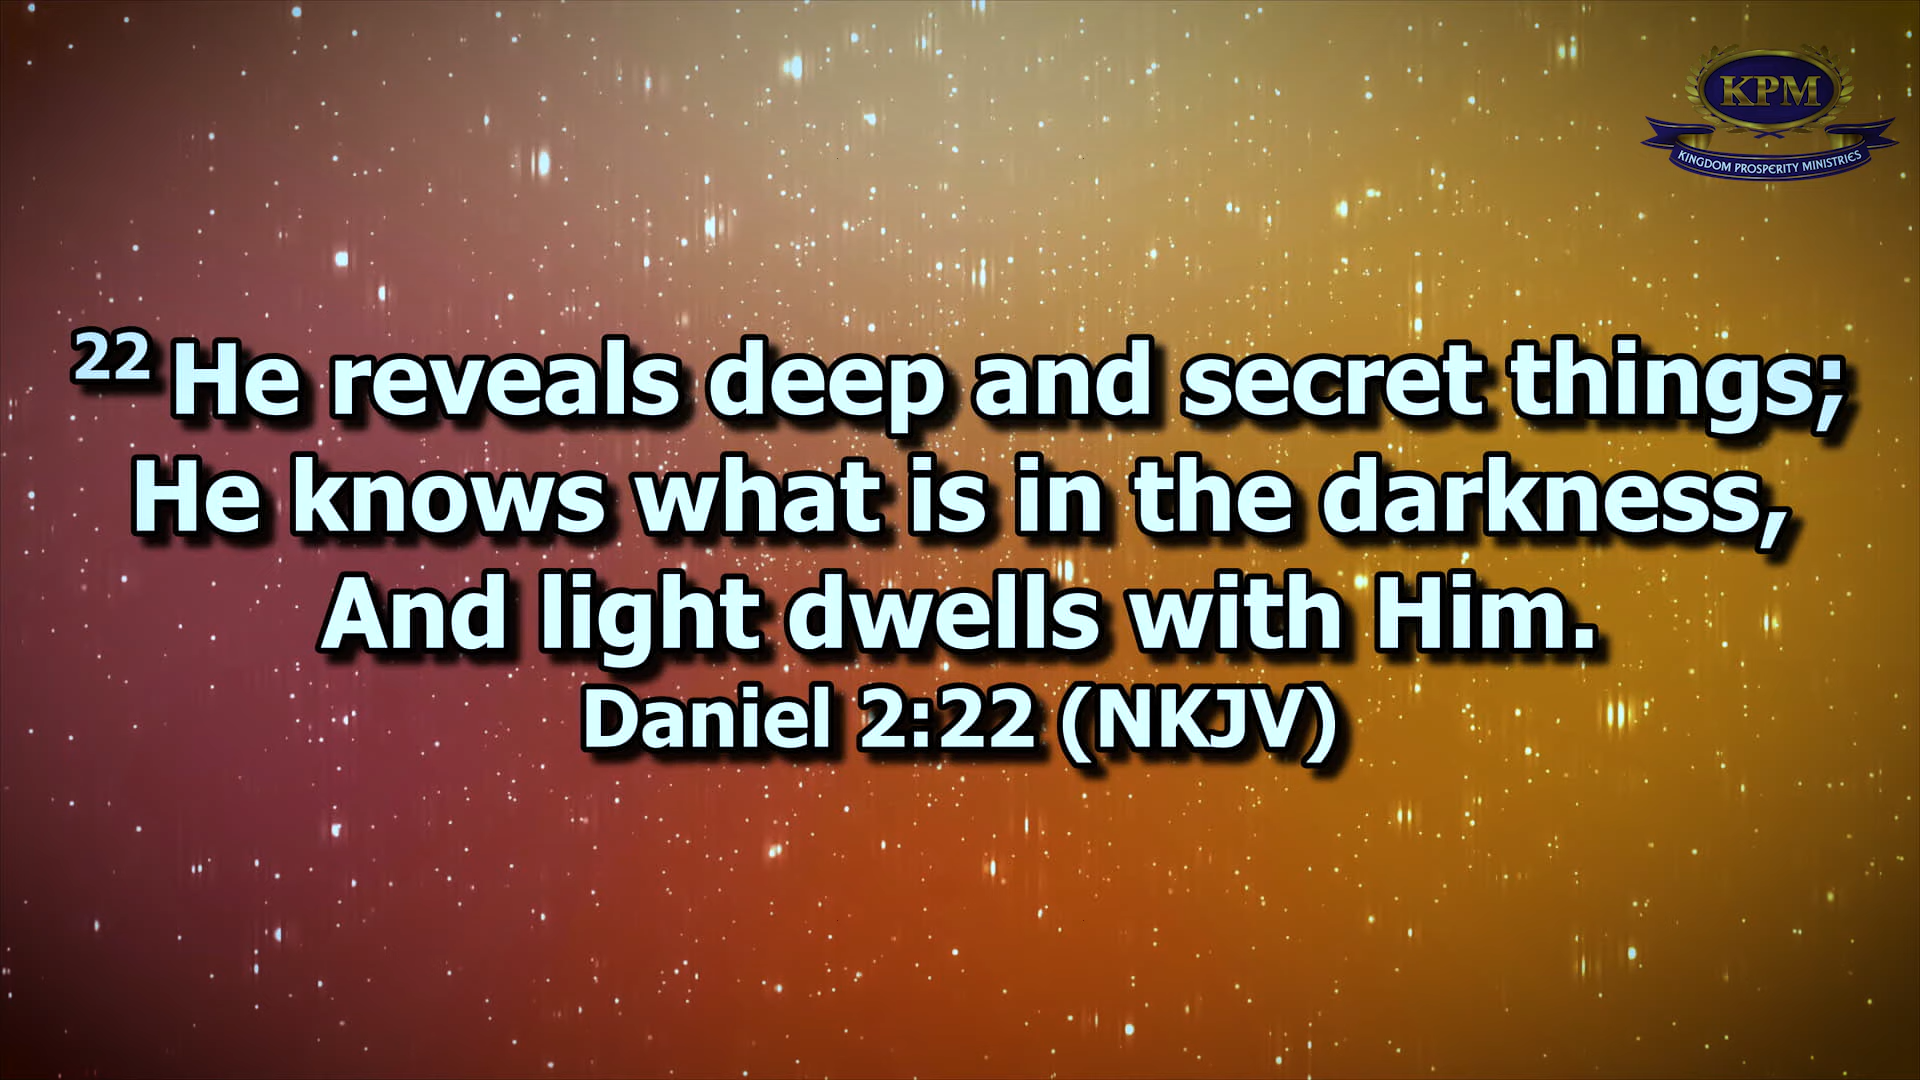 KPM
KINGDOM PROSPERITY MINISTRIES
22 He reveals deep and secret things;
He knows what is in the darkness,
And light dwells with Him.
Daniel 2:22 (NKJV)